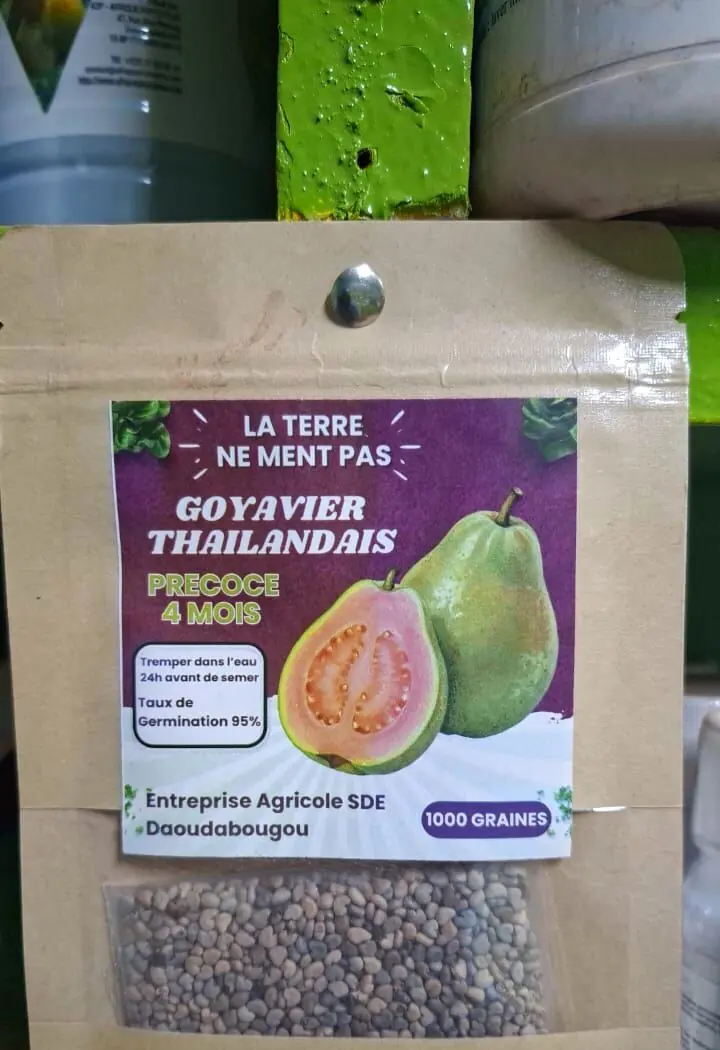 LA TERRE
NE MENT PAS
GOYAVIER
THAILANDAIS
PRECOCE
4 MOIS
Tremper dans l'eau
24h avant de semer
Taux de
Germination 95%
Entreprise Agricole SDE
Daoudabougou
1000 GRAINES